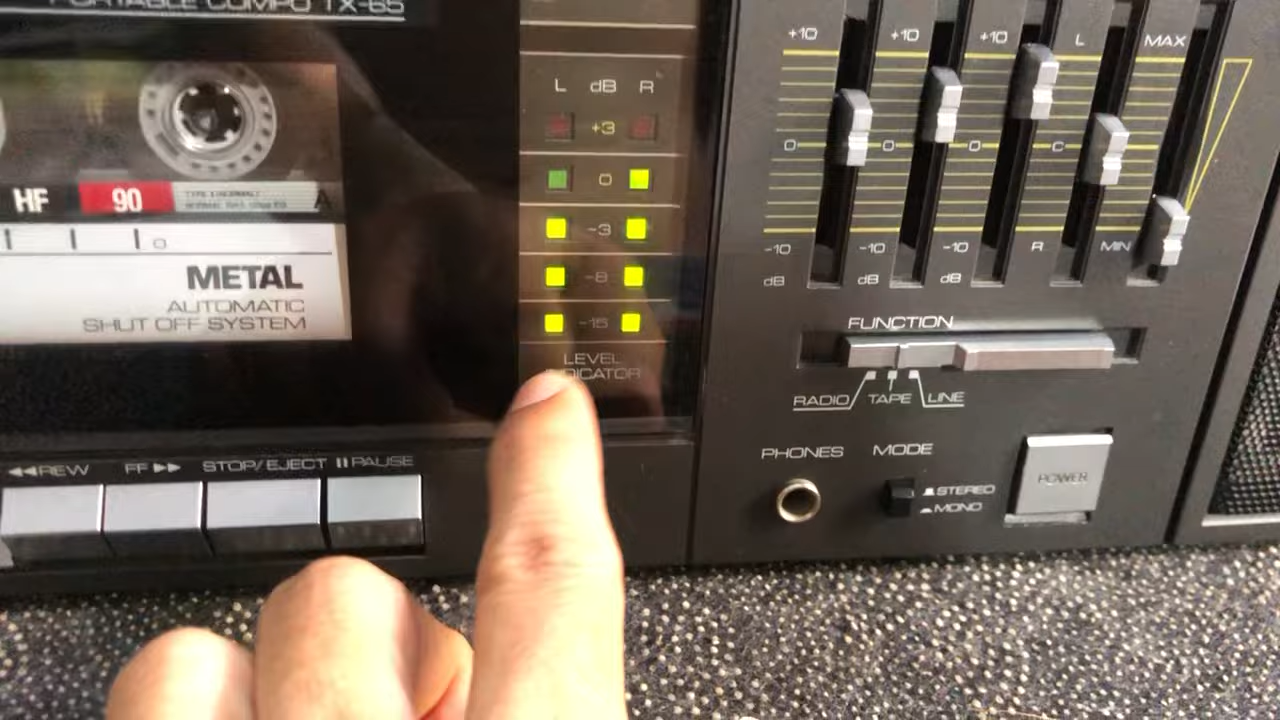 PORTABLE COMPO TX-65
HF 90
A
METAL
AUTOMATIC
SHUT OFF SYSTEM
◀◀REW FF▶▶ STOP/EJECT ❚❚PAUSE
L dB R
+3
0
-3
-8
-15
LEVEL
INDICATOR
+10 +10 +10 L MAX
0 0 0 C
-10 -10 -10 R MIN
dB dB dB
FUNCTION
RADIO TAPE LINE
PHONES MODE
STEREO
MONO
POWER